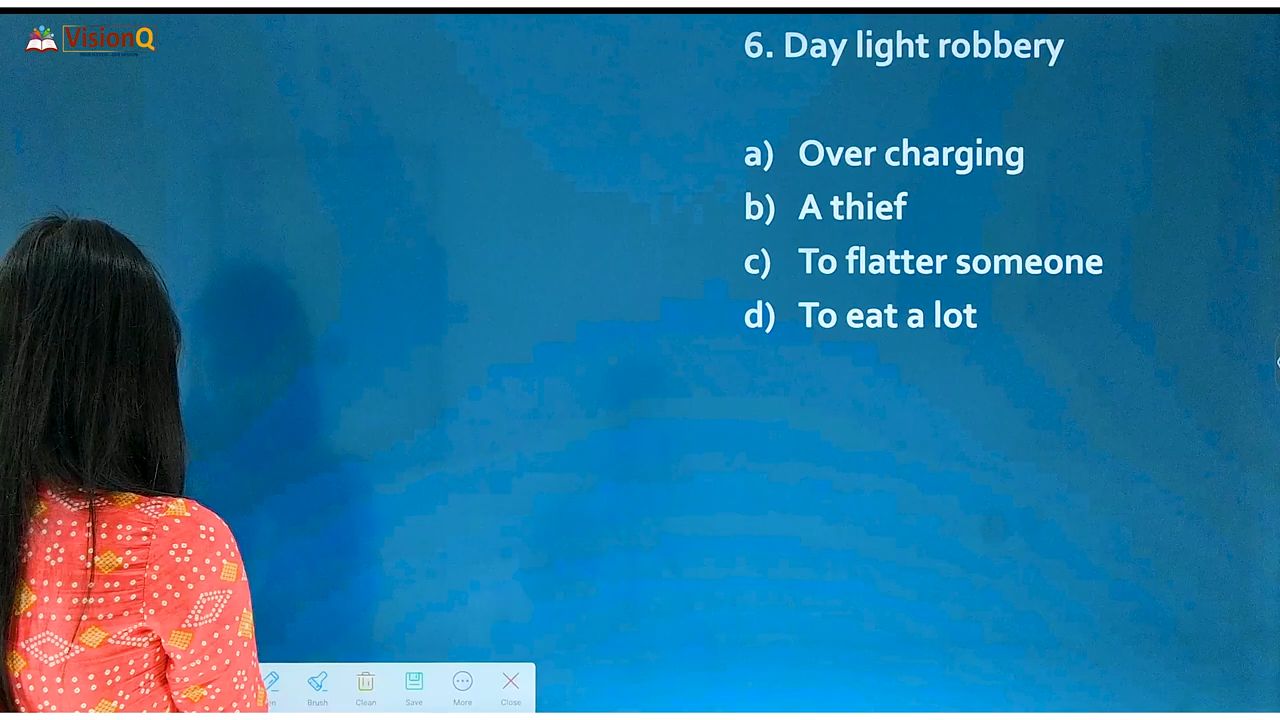 VisionQ
6. Day light robbery
a) Over charging
b) A thief
c) To flatter someone
d) To eat a lot
Brush
Clean
Save
More
Close